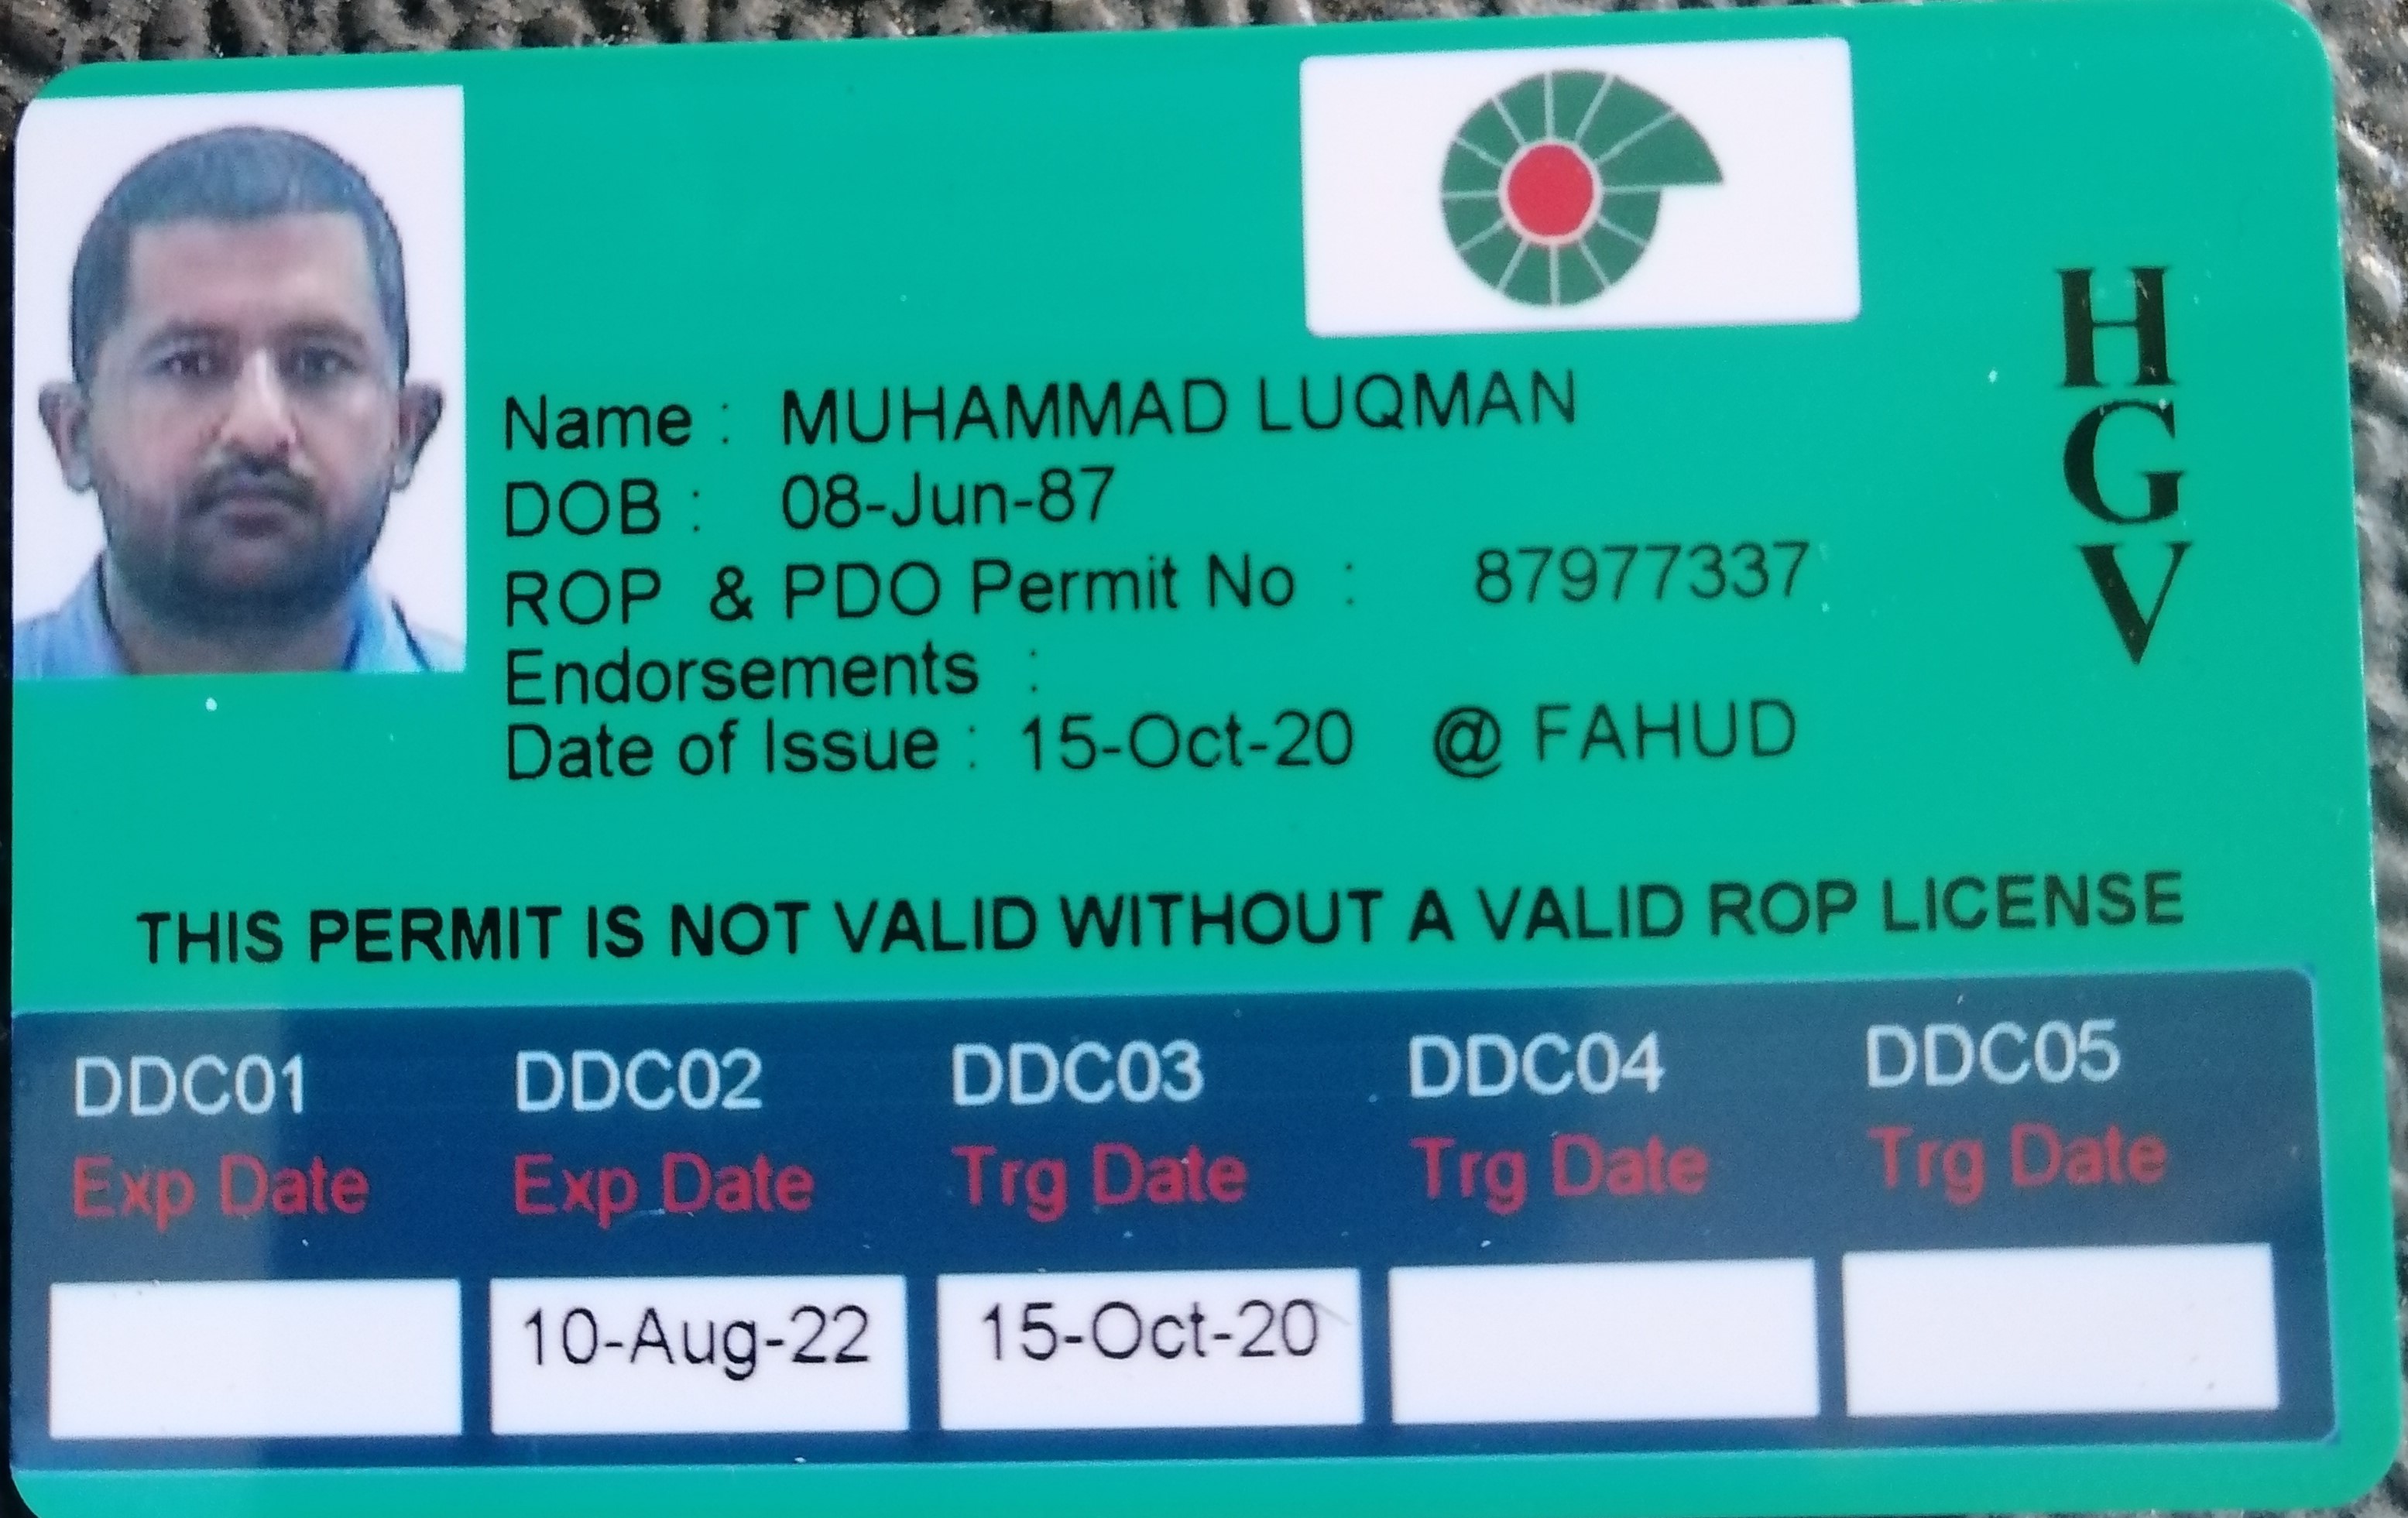 Name : MUHAMMAD LUQMAN
DOB : 08-Jun-87
ROP & PDO Permit No : 87977337
Endorsements :
Date of Issue : 15-Oct-20 @ FAHUD
HGV
THIS PERMIT IS NOT VALID WITHOUT A VALID ROP LICENSE
DDC01 DDC02 DDC03 DDC04 DDC05
Exp Date Exp Date Trg Date Trg Date Trg Date
10-Aug-22 15-Oct-20